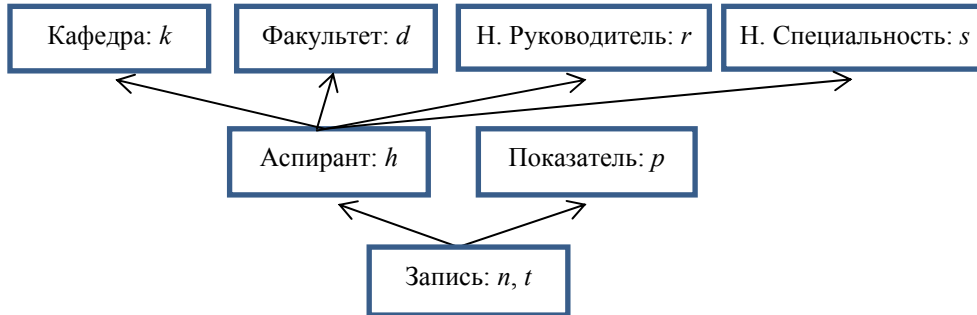 Кафедра: k
Факультет: d
Н. Руководитель: r
Н. Специальность: s
Аспирант: h
Показатель: p
Запись: n, t